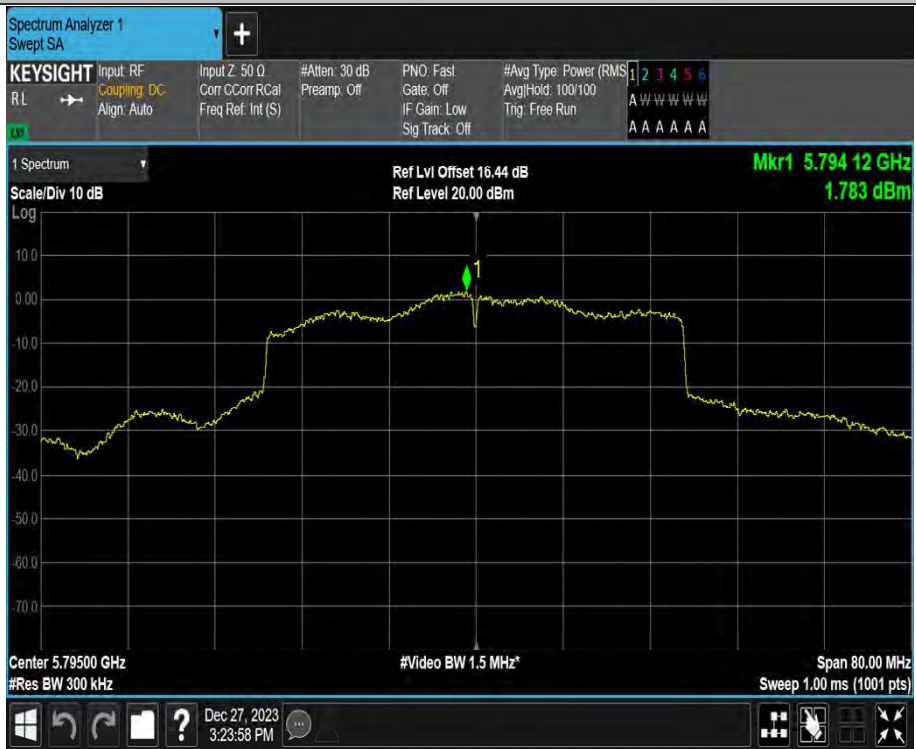 Spectrum Analyzer 1
Swept SA
+
KEYSIGHT
RL
Input: RF
Coupling: DC
Align: Auto
Input Z: 50 Ω
Corr CCorr RCal
Freq Ref: Int (S)
#Atten: 30 dB
Preamp: Off
PNO: Fast
Gate: Off
IF Gain: Low
Sig Track: Off
#Avg Type: Power (RMS
Avg|Hold: 100/100
Trig: Free Run
1 2 3 4 5 6
A W W W W W
A A A A A A
1 Spectrum
Scale/Div 10 dB
Ref Lvl Offset 16.44 dB
Ref Level 20.00 dBm
Mkr1 5.794 12 GHz
1.783 dBm
Log
10.0
0.00
-10.0
-20.0
-30.0
-40.0
-50.0
-60.0
-70.0
1
Center 5.79500 GHz
#Res BW 300 kHz
#Video BW 1.5 MHz*
Span 80.00 MHz
Sweep 1.00 ms (1001 pts)
?
Dec 27, 2023
3:23:58 PM